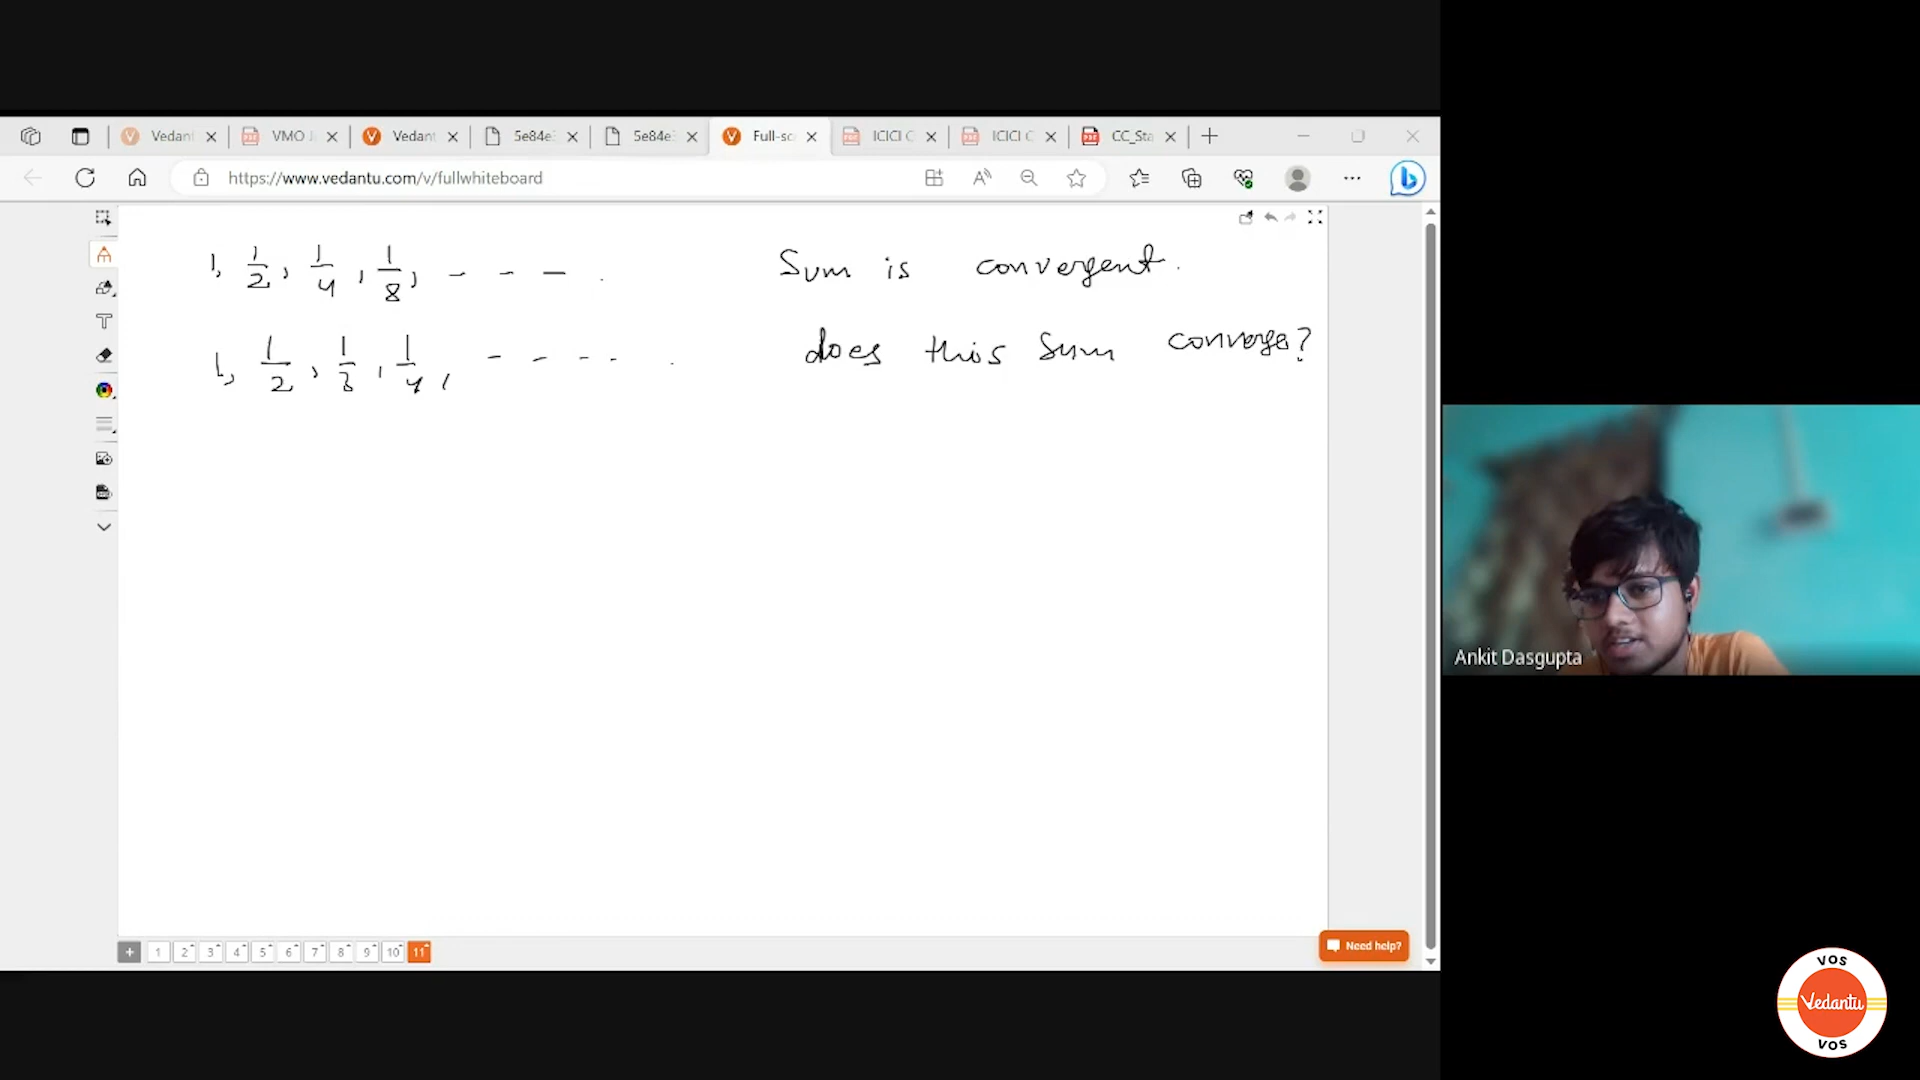 Vedant
VMO J
Vedant
5e84e3
5e84e3
Full-sc
ICICI C
ICICI C
CC_Sta
https://www.vedantu.com/v/fullwhiteboard
1, 1/2, 1/4, 1/8, - - - .
Sum is convergent.
1, 1/2, 1/3, 1/4, - - - - .
does this Sum converge?
Ankit Dasgupta
+ 1 2 3 4 5 6 7 8 9 10 11
Need help?
VOS
Vedantu
VOS